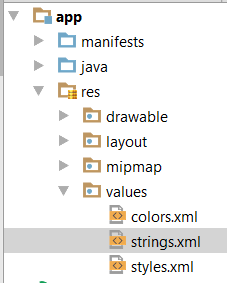 app
manifests
java
res
drawable
layout
mipmap
values
colors.xml
strings.xml
styles.xml